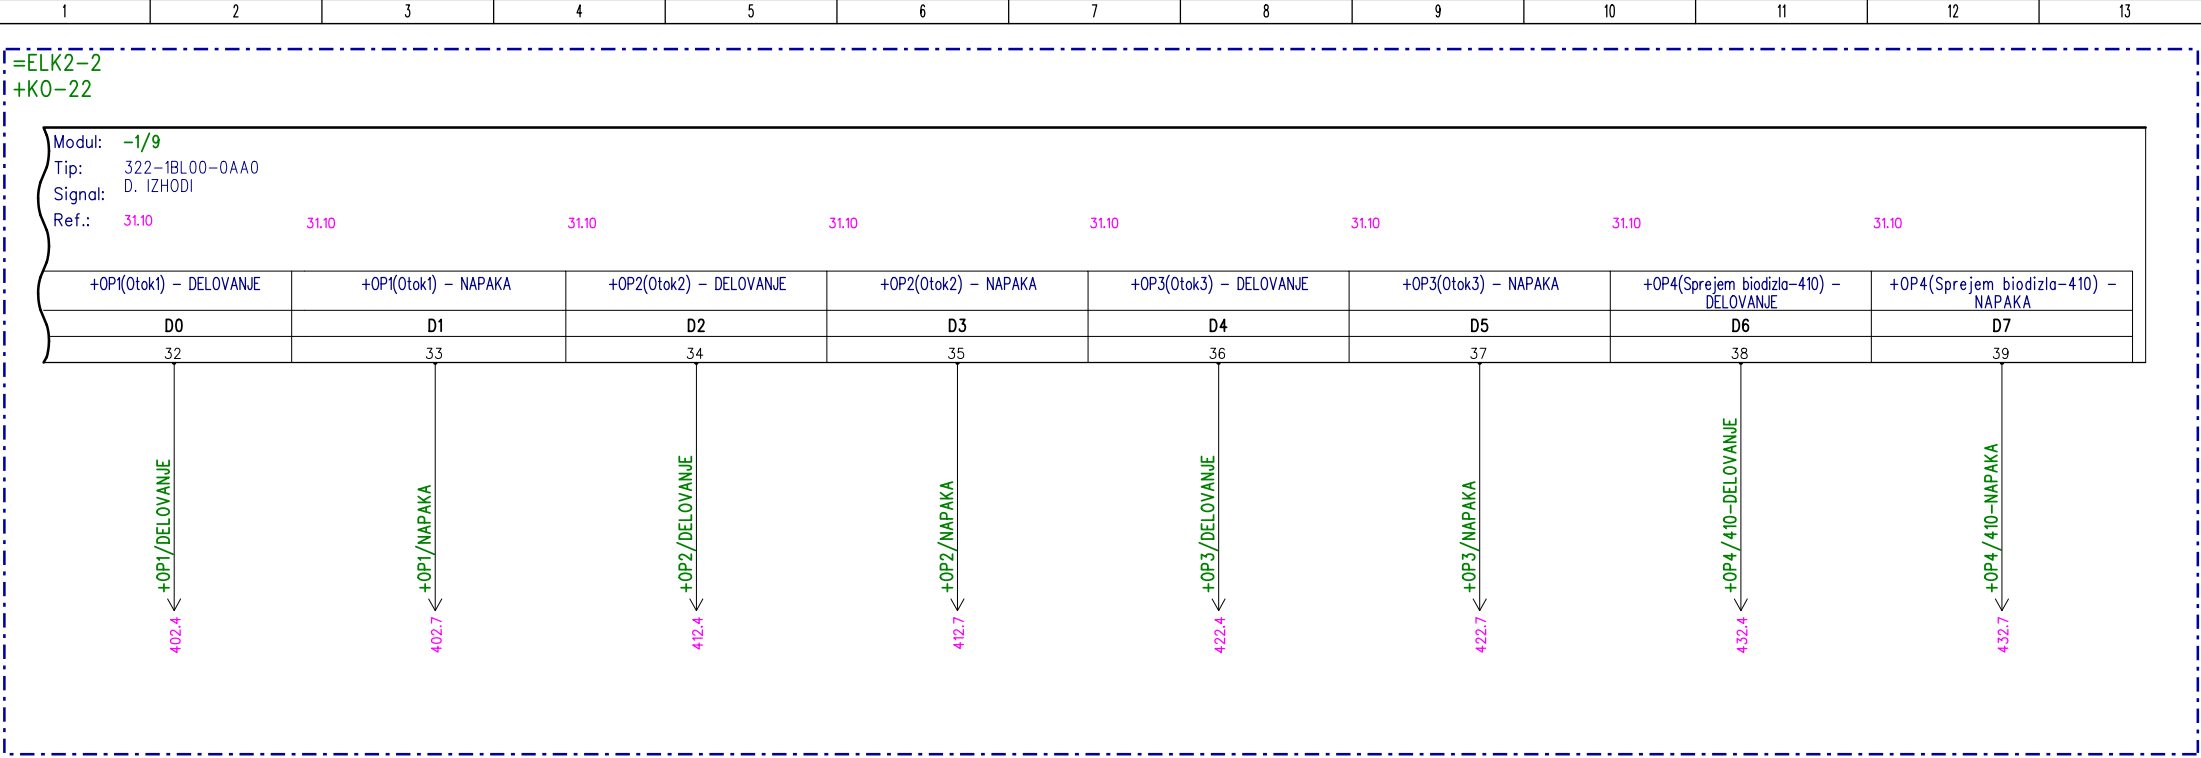 1 2 3 4 5 6 7 8 9 10 11 12 13
=ELK2-2
+KO-22
Modul: -1/9
Tip: 322-1BL00-0AA0
Signal: D. IZHODI
Ref.: 31.10 31.10 31.10 31.10 31.10 31.10 31.10 31.10
+OP1(Otok1) - DELOVANJE
+OP1(Otok1) - NAPAKA
+OP2(Otok2) - DELOVANJE
+OP2(Otok2) - NAPAKA
+OP3(Otok3) - DELOVANJE
+OP3(Otok3) - NAPAKA
+OP4(Sprejem biodizla-410) -
DELOVANJE
+OP4(Sprejem biodizla-410) -
NAPAKA
D0 D1 D2 D3 D4 D5 D6 D7
32 33 34 35 36 37 38 39
+OP1/DELOVANJE
+OP1/NAPAKA
+OP2/DELOVANJE
+OP2/NAPAKA
+OP3/DELOVANJE
+OP3/NAPAKA
+OP4/410-DELOVANJE
+OP4/410-NAPAKA
402.4
402.7
412.4
412.7
422.4
422.7
432.4
432.7